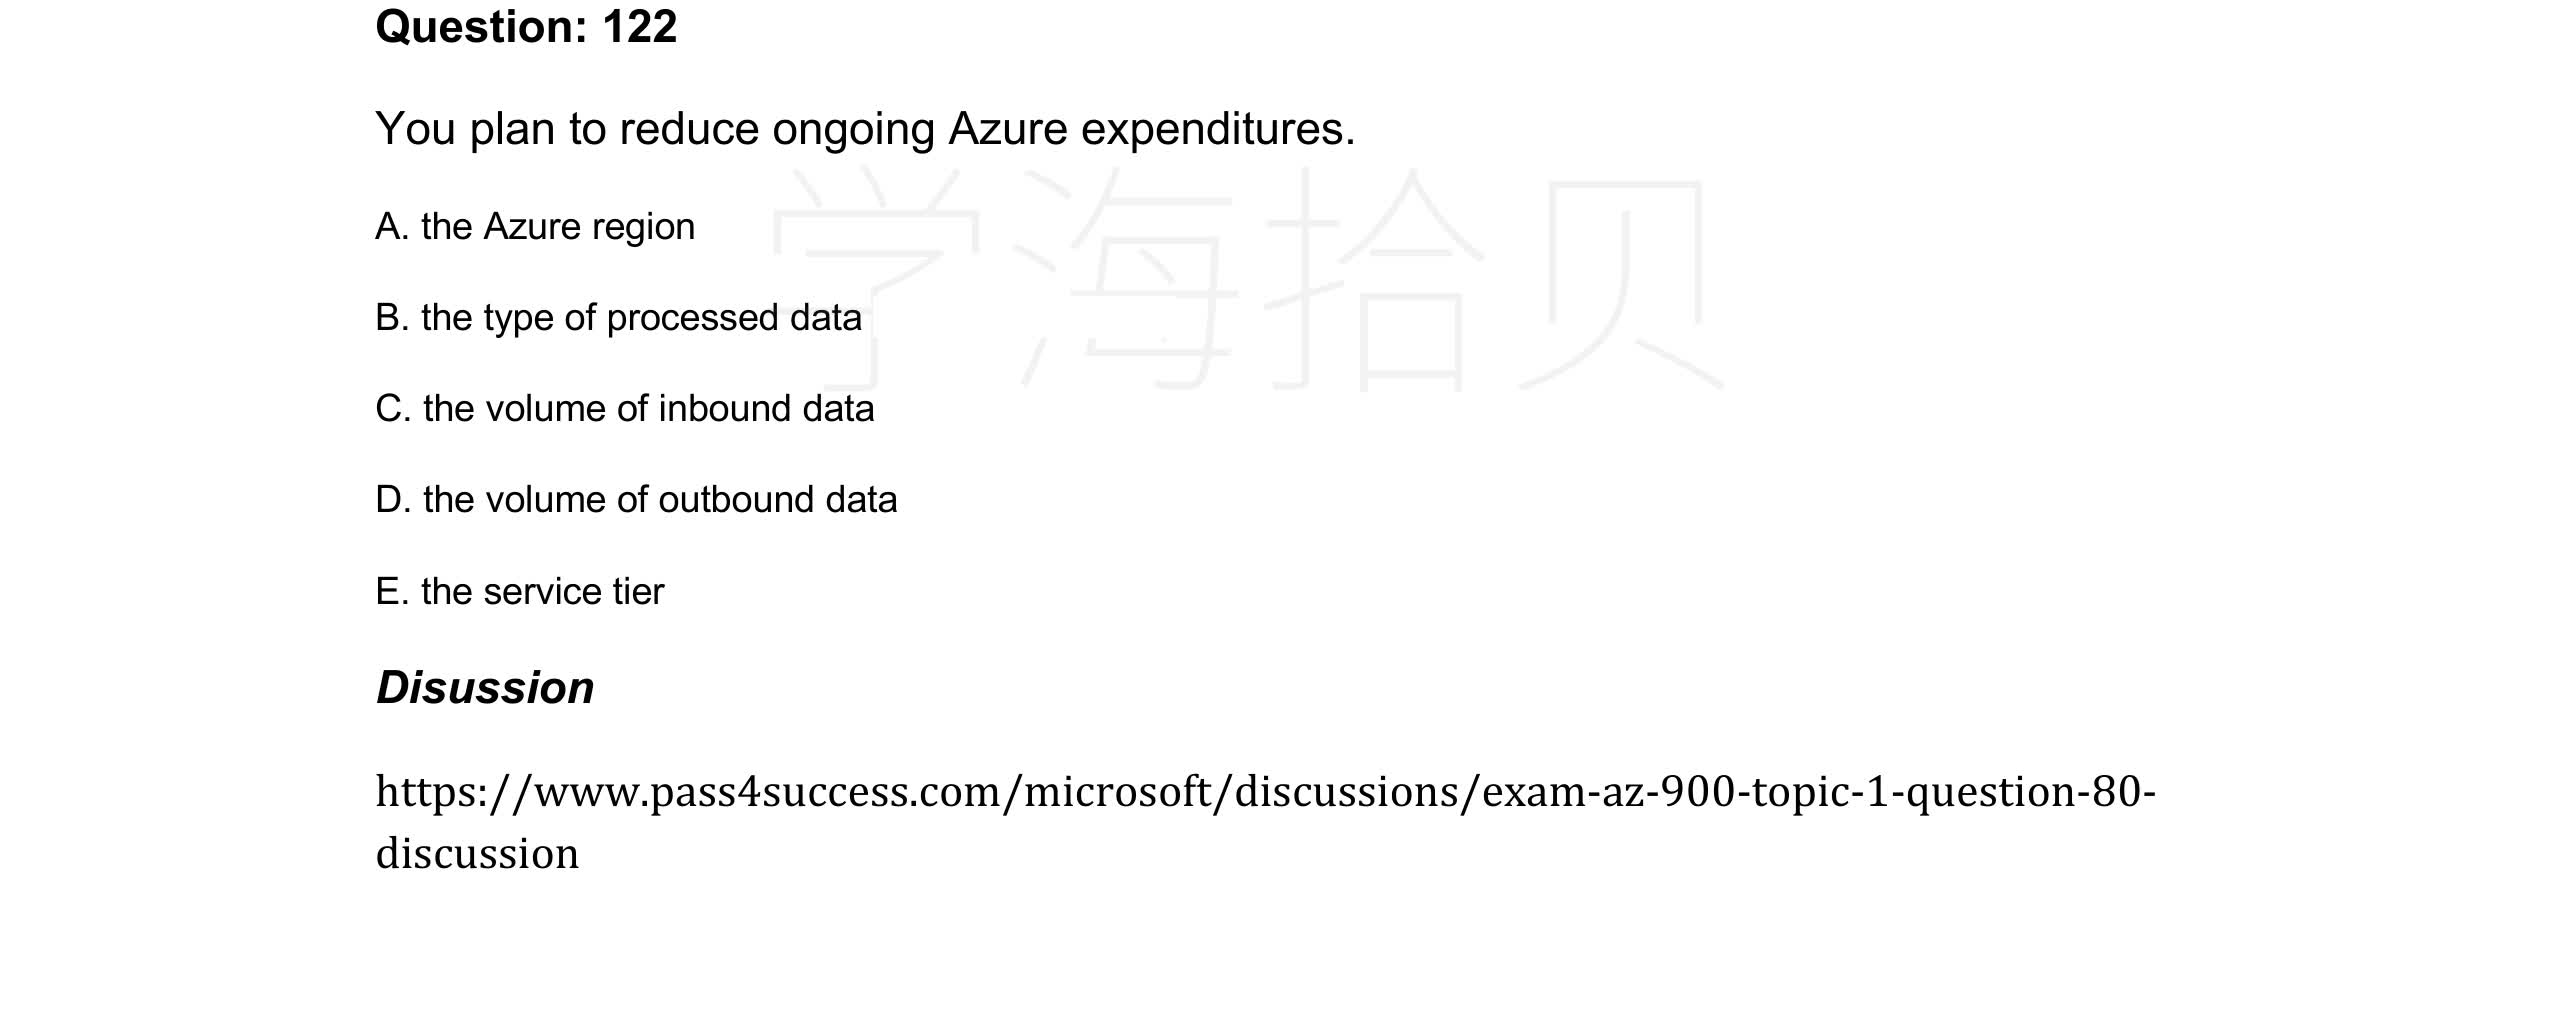 Question: 122
You plan to reduce ongoing Azure expenditures.
学海拾贝
A. the Azure region
B. the type of processed data
C. the volume of inbound data
D. the volume of outbound data
E. the service tier
Disussion
https://www.pass4success.com/microsoft/discussions/exam-az-900-topic-1-question-80-
discussion